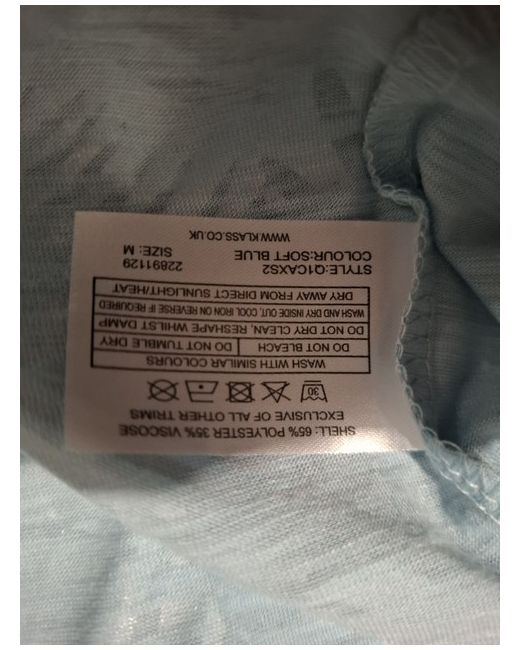 SHELL: 65% POLYESTER 35% VISCOSE
EXCLUSIVE OF ALL OTHER TRIMS
30
WASH WITH SIMILAR COLOURS
DO NOT BLEACH DO NOT TUMBLE DRY
DO NOT DRY CLEAN, RESHAPE WHILST DAMP
WASH AND DRY INSIDE OUT, COOL IRON ON REVERSE IF REQUIRED
DRY AWAY FROM DIRECT SUNLIGHT/HEAT
STYLE:Q1CAXS2 22891129
COLOUR:SOFT BLUE SIZE: M
WWW.KLASS.CO.UK